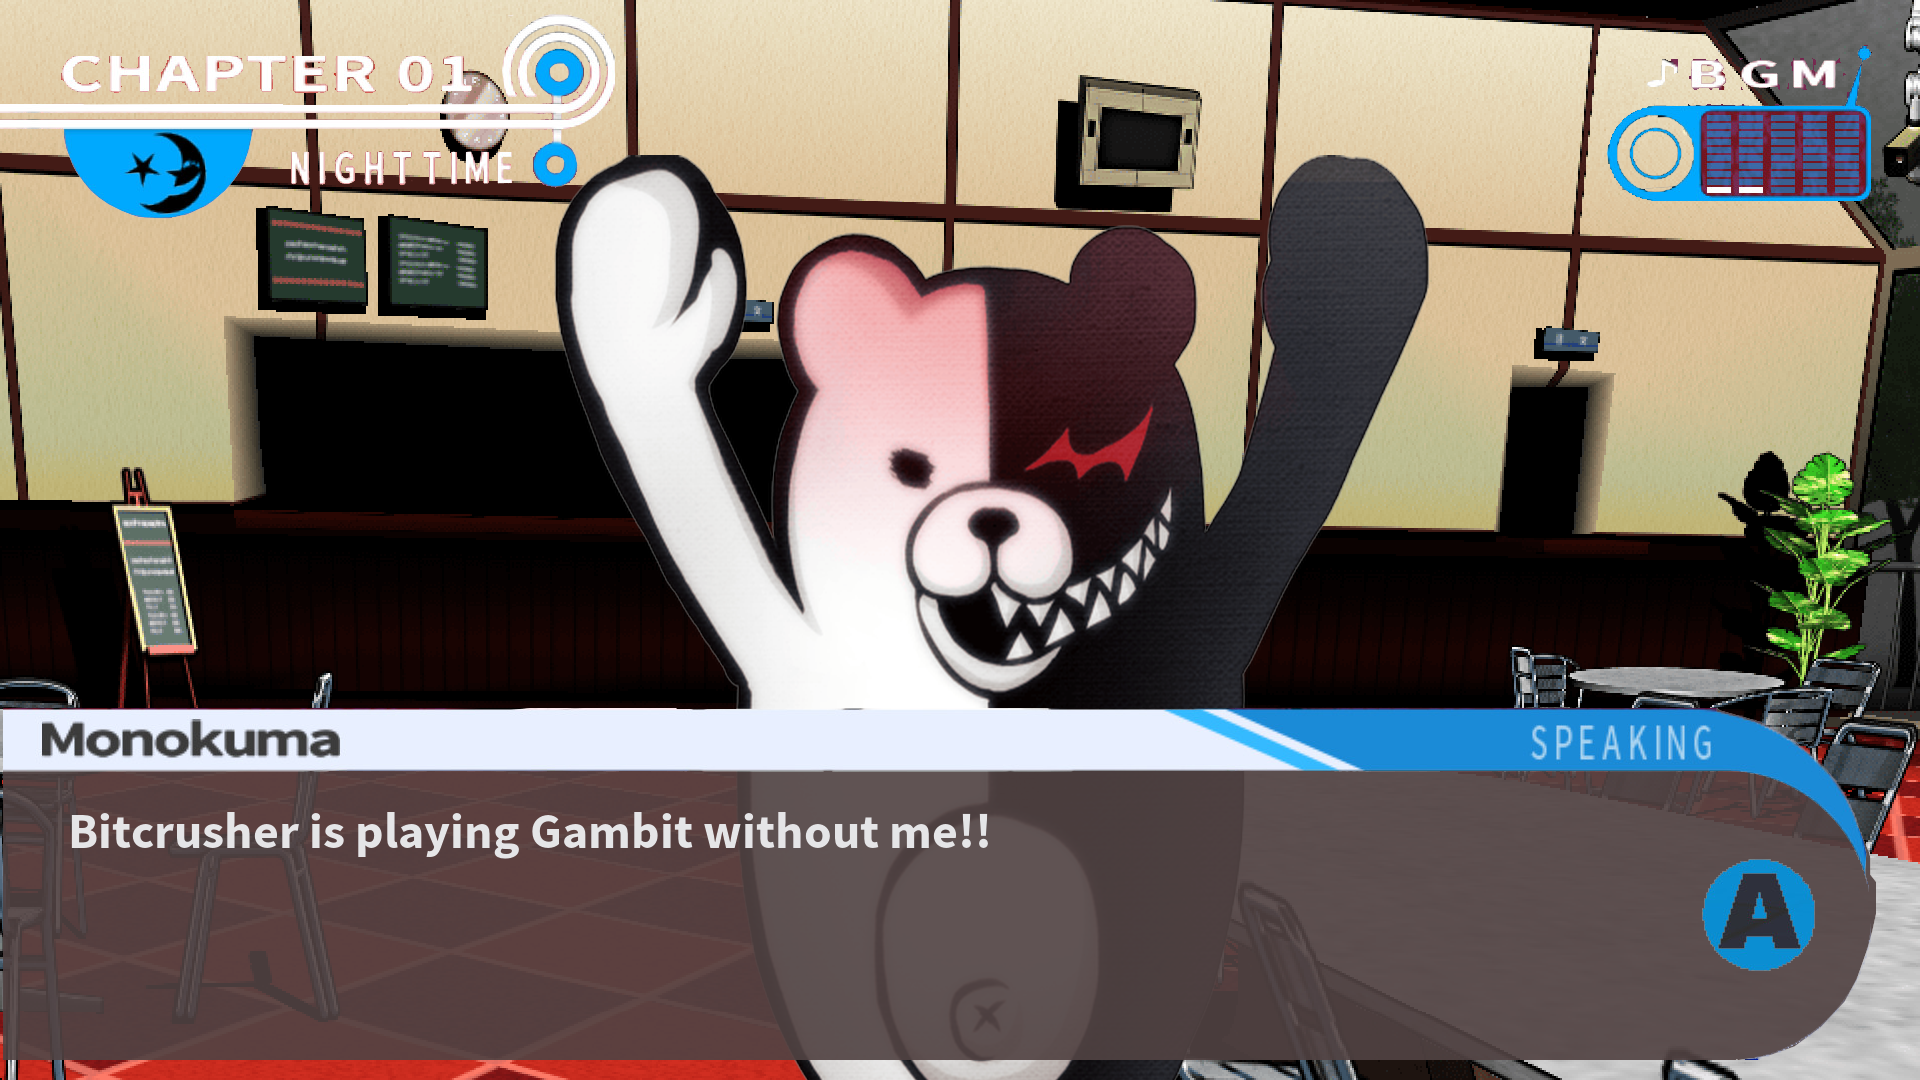 CHAPTER 01
♪BGM
NIGHTTIME
Monokuma
SPEAKING
Bitcrusher is playing Gambit without me!!
A